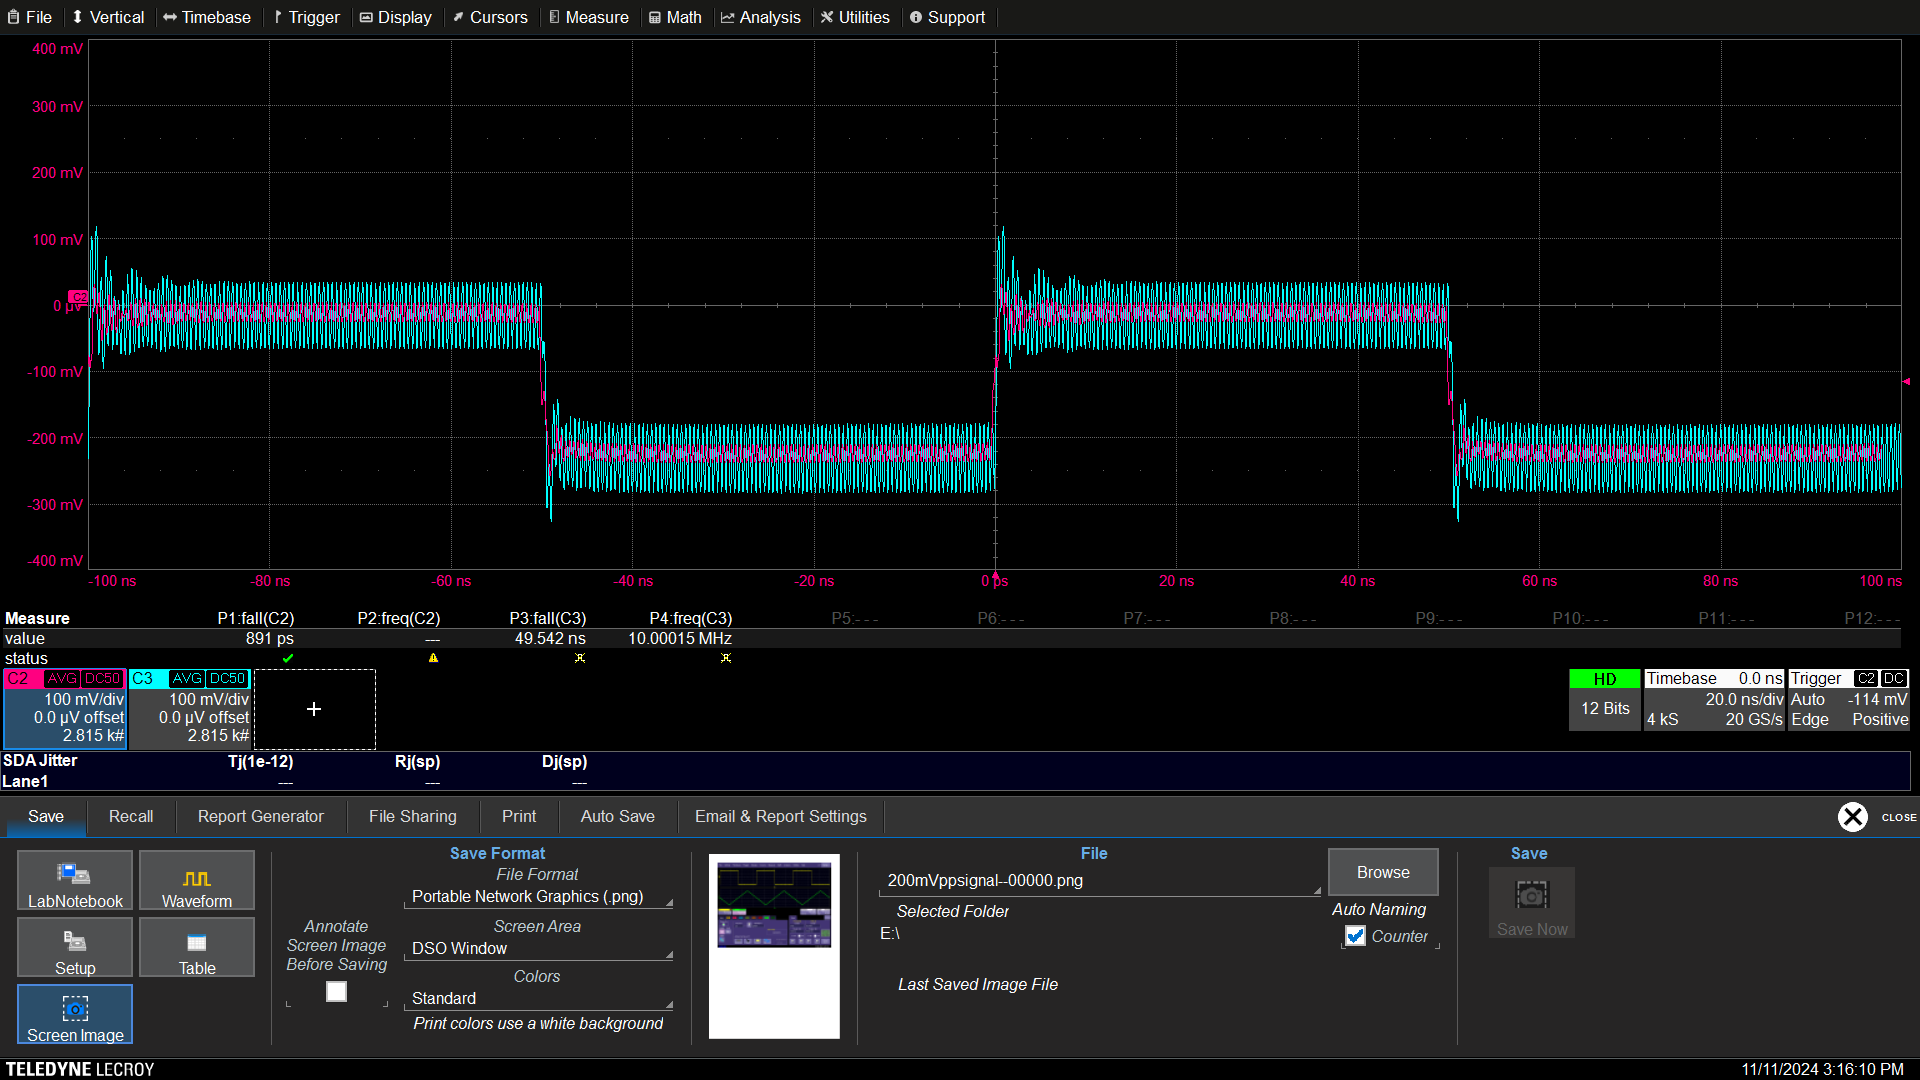 File Vertical Timebase Trigger Display Cursors Measure Math Analysis Utilities Support
400 mV
300 mV
200 mV
100 mV
C2
0 µV
-100 mV
-200 mV
-300 mV
-400 mV
-100 ns -80 ns -60 ns -40 ns -20 ns 0 ps 20 ns 40 ns 60 ns 80 ns 100 ns
Measure P1:fall(C2) P2:freq(C2) P3:fall(C3) P4:freq(C3) P5:- - - P6:- - - P7:- - - P8:- - - P9:- - - P10:- - - P11:- - - P12:- - -
value 891 ps --- 49.542 ns 10.00015 MHz
status
C2 AVG DC50 C3 AVG DC50
100 mV/div 100 mV/div
0.0 µV offset 0.0 µV offset
2.815 k# 2.815 k#
+
HD
12 Bits
Timebase 0.0 ns
20.0 ns/div
4 kS 20 GS/s
Trigger C2 DC
Auto -114 mV
Edge Positive
SDA Jitter Tj(1e-12) Rj(sp) Dj(sp)
Lane1 --- --- ---
Save Recall Report Generator File Sharing Print Auto Save Email & Report Settings CLOSE
LabNotebook Waveform
Setup Table
Screen Image
Annotate
Screen Image
Before Saving
Save Format
File Format
Portable Network Graphics (.png)
Screen Area
DSO Window
Colors
Standard
Print colors use a white background
File
200mVppsignal--00000.png
Selected Folder
E:\
Last Saved Image File
Browse
Auto Naming
Counter
Save
Save Now
TELEDYNE LECROY 11/11/2024 3:16:10 PM